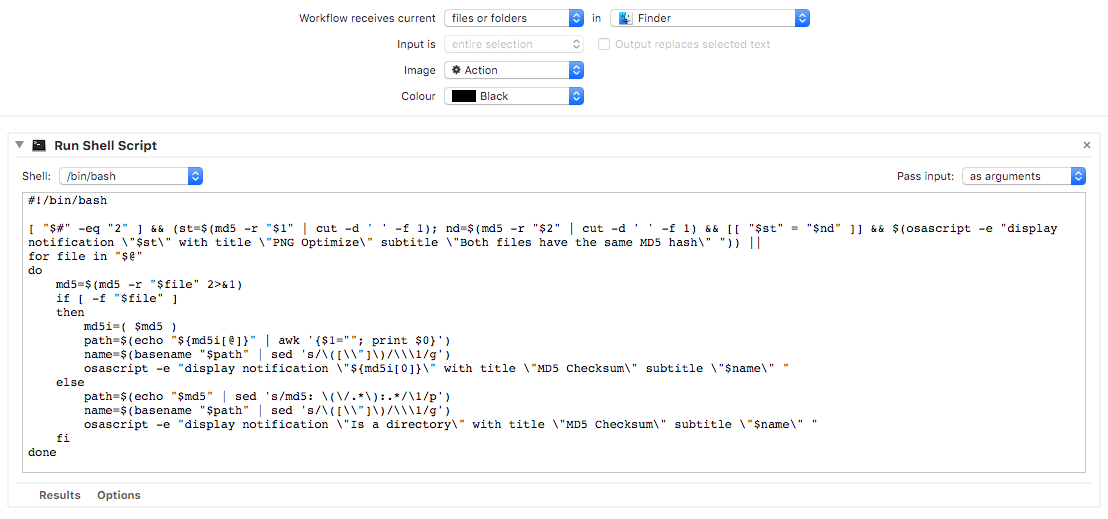 Workflow receives current files or folders in Finder
Input is entire selection Output replaces selected text
Image Action
Colour Black
Run Shell Script ×
Shell: /bin/bash Pass input: as arguments
#!/bin/bash
[ "$#" -eq "2" ] && (st=$(md5 -r "$1" | cut -d ' ' -f 1); nd=$(md5 -r "$2" | cut -d ' ' -f 1) && [[ "$st" = "$nd" ]] && $(osascript -e "display
notification \"$st\" with title \"PNG Optimize\" subtitle \"Both files have the same MD5 hash\" ")) ||
for file in "$@"
do
    md5=$(md5 -r "$file" 2>&1)
    if [ -f "$file" ]
    then
        md5i=( $md5 )
        path=$(echo "${md5i[@]}" | awk '{$1=""; print $0}')
        name=$(basename "$path" | sed 's/\([\\"]\)/\\\1/g')
        osascript -e "display notification \"${md5i[0]}\" with title \"MD5 Checksum\" subtitle \"$name\" "
    else
        path=$(echo "$md5" | sed 's/md5: \(\/.*\):.*/\1/p')
        name=$(basename "$path" | sed 's/\([\\"]\)/\\\1/g')
        osascript -e "display notification \"Is a directory\" with title \"MD5 Checksum\" subtitle \"$name\" "
    fi
done
Results Options